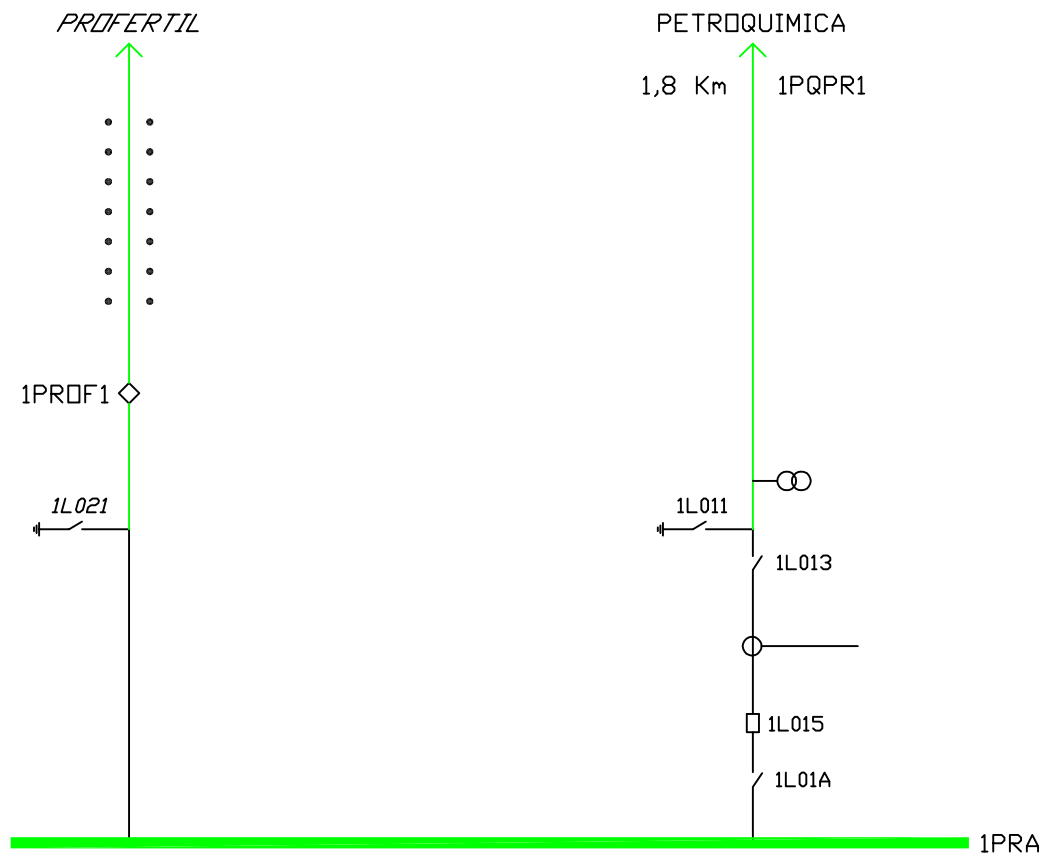 PROFERTIL
PETROQUIMICA
1,8 Km 1PQPR1
1PROF1
1L021
1L011
1L013
1L015
1L01A
1PRA